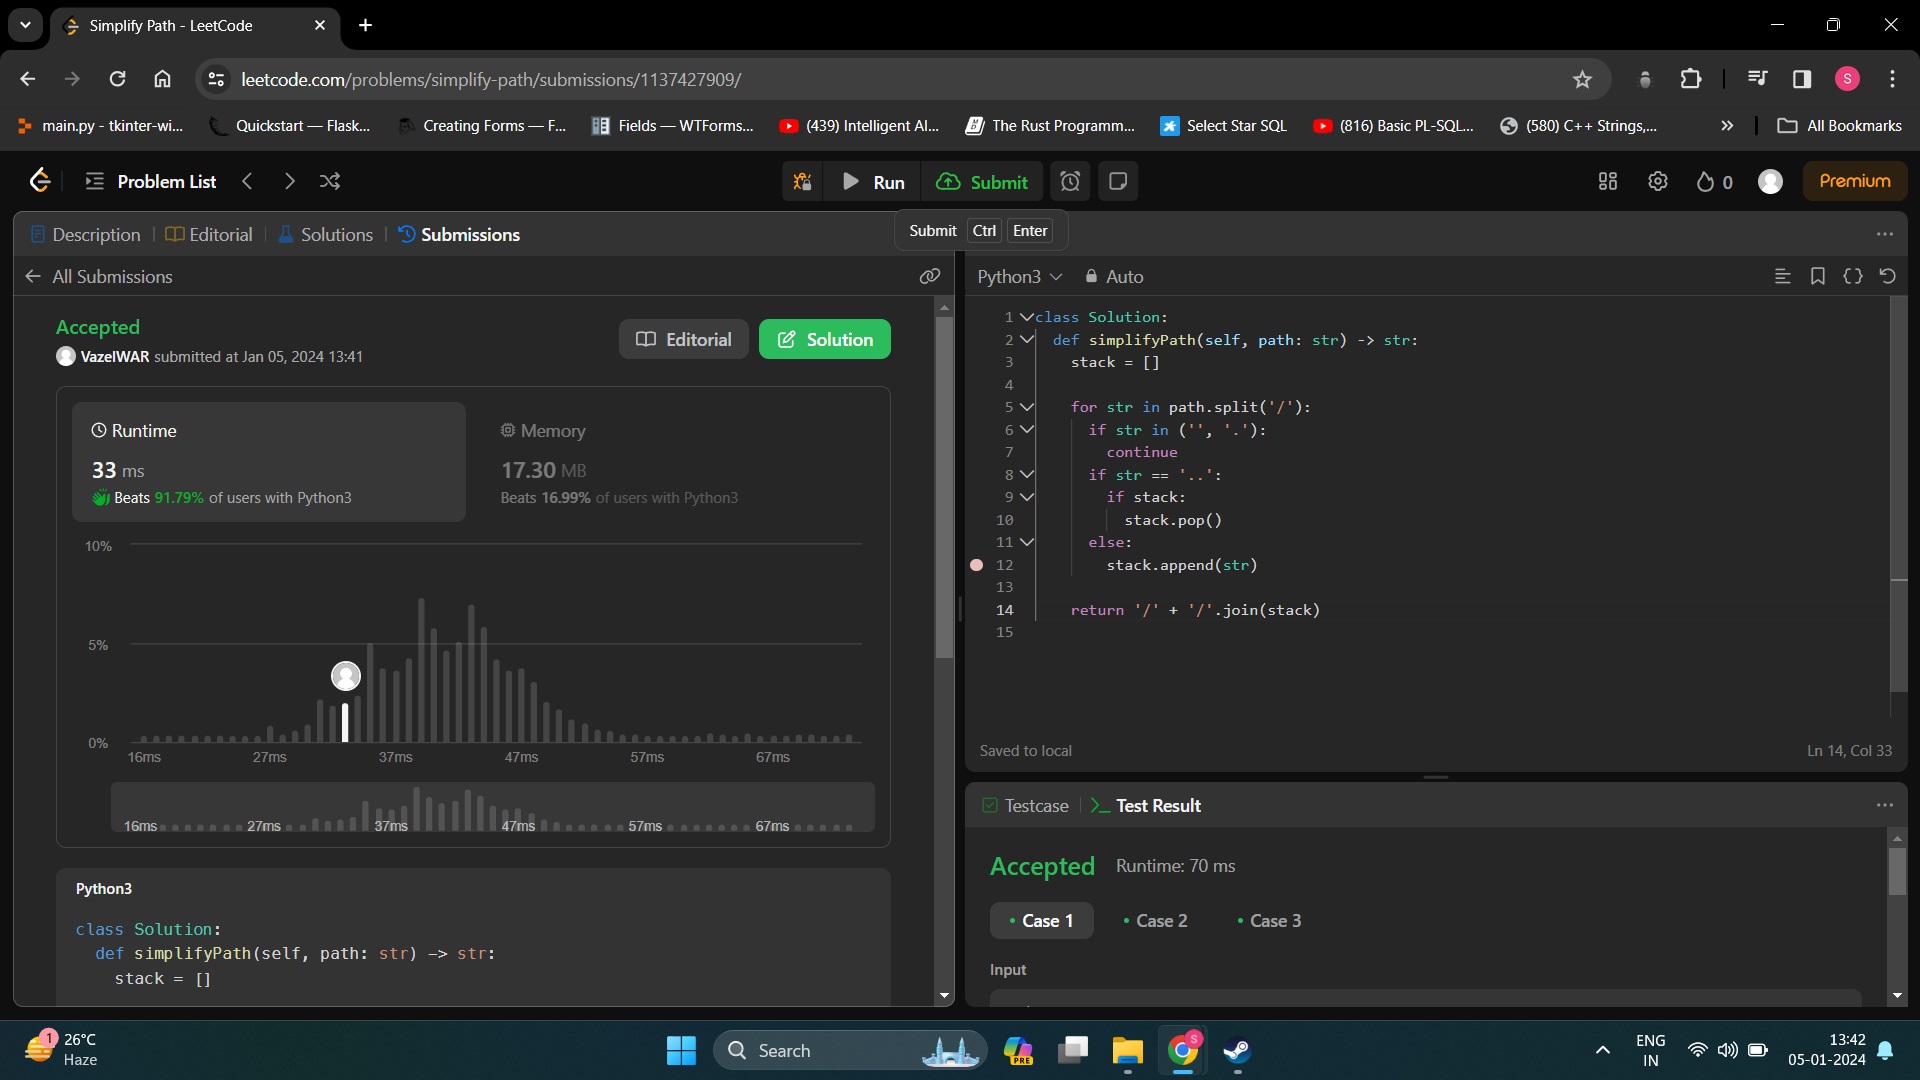 Simplify Path - LeetCode
leetcode.com/problems/simplify-path/submissions/1137427909/
S
main.py - tkinter-wi...
Quickstart — Flask...
Creating Forms — F...
Fields — WTForms...
(439) Intelligent AI...
The Rust Programm...
Select Star SQL
(816) Basic PL-SQL...
(580) C++ Strings,...
All Bookmarks
Problem List
Run
Submit
0
Premium
Description
Editorial
Solutions
Submissions
Submit Ctrl Enter
All Submissions
Accepted
VazelWAR submitted at Jan 05, 2024 13:41
Editorial
Solution
Runtime
33 ms
Beats 91.79% of users with Python3
Memory
17.30 MB
Beats 16.99% of users with Python3
10%
5%
0%
16ms 27ms 37ms 47ms 57ms 67ms
16ms 27ms 37ms 47ms 57ms 67ms
Python3
class Solution:
def simplifyPath(self, path: str) -> str:
stack = []
Python3
Auto
1 class Solution:
2 def simplifyPath(self, path: str) -> str:
3 stack = []
4
5 for str in path.split('/'):
6 if str in ('', '.'):
7 continue
8 if str == '..':
9 if stack:
10 stack.pop()
11 else:
12 stack.append(str)
13
14 return '/' + '/'.join(stack)
15
Saved to local
Ln 14, Col 33
Testcase
Test Result
Accepted Runtime: 70 ms
Case 1
Case 2
Case 3
Input
1
26°C
Haze
Search
PRE
S
ENG
IN
13:42
05-01-2024